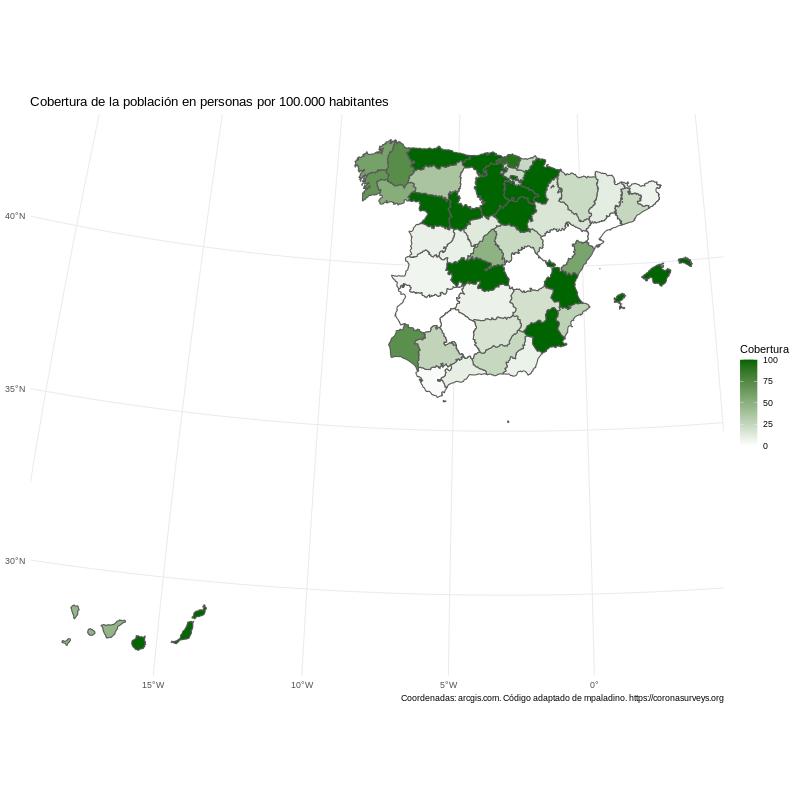 Cobertura de la población en personas por 100.000 habitantes
40°N
35°N
30°N
15°W
10°W
5°W
0°
Cobertura
100
75
50
25
0
Coordenadas: arcgis.com. Código adaptado de mpaladino. https://coronasurveys.org